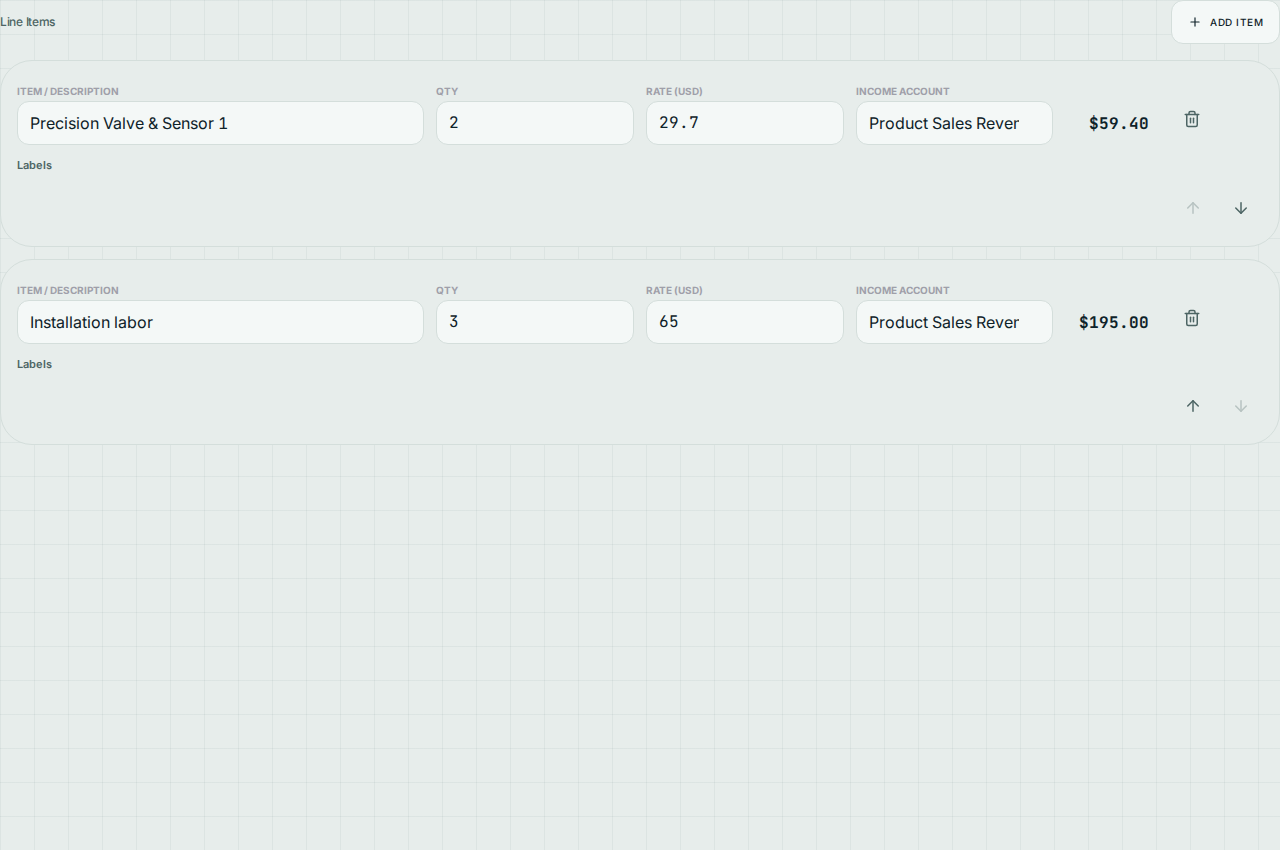 Line Items
ADD ITEM
ITEM / DESCRIPTION QTY RATE (USD) INCOME ACCOUNT
Precision Valve & Sensor 1 2 29.7 Product Sales Rever $59.40
Labels
ITEM / DESCRIPTION QTY RATE (USD) INCOME ACCOUNT
Installation labor 3 65 Product Sales Rever $195.00
Labels